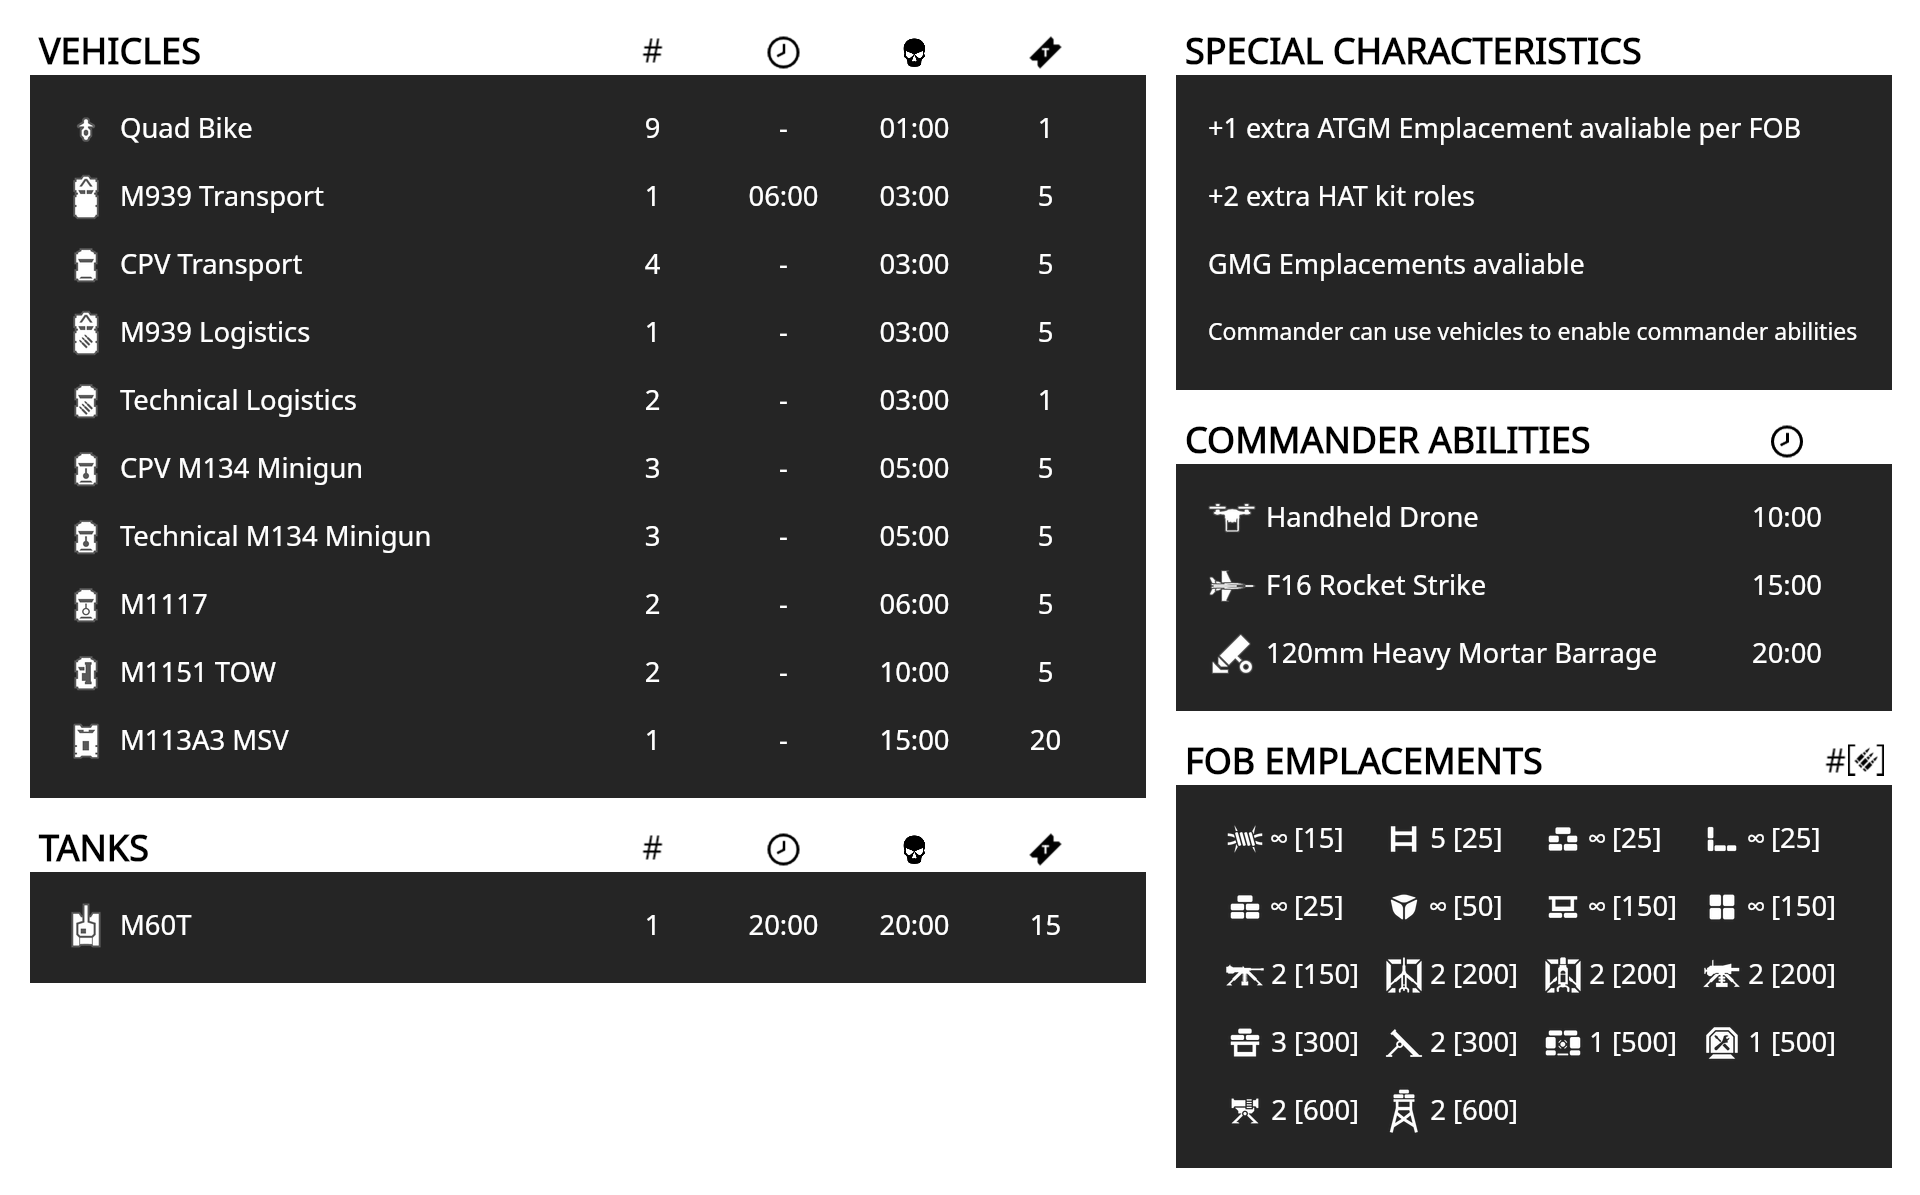 VEHICLES #
Quad Bike 9 - 01:00 1
M939 Transport 1 06:00 03:00 5
CPV Transport 4 - 03:00 5
M939 Logistics 1 - 03:00 5
Technical Logistics 2 - 03:00 1
CPV M134 Minigun 3 - 05:00 5
Technical M134 Minigun 3 - 05:00 5
M1117 2 - 06:00 5
M1151 TOW 2 - 10:00 5
M113A3 MSV 1 - 15:00 20
TANKS #
M60T 1 20:00 20:00 15
SPECIAL CHARACTERISTICS
+1 extra ATGM Emplacement avaliable per FOB
+2 extra HAT kit roles
GMG Emplacements avaliable
Commander can use vehicles to enable commander abilities
COMMANDER ABILITIES
Handheld Drone 10:00
F16 Rocket Strike 15:00
120mm Heavy Mortar Barrage 20:00
FOB EMPLACEMENTS #[]
∞ [15] 5 [25] ∞ [25] ∞ [25]
∞ [25] ∞ [50] ∞ [150] ∞ [150]
2 [150] 2 [200] 2 [200] 2 [200]
3 [300] 2 [300] 1 [500] 1 [500]
2 [600] 2 [600]